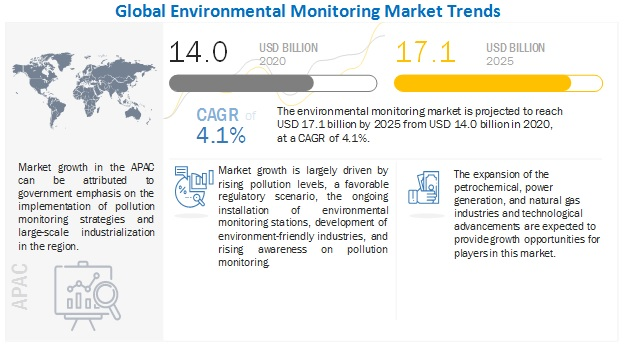 Global Environmental Monitoring Market Trends
14.0
USD BILLION
2020
17.1
USD BILLION
2025
CAGR of
4.1%
The environmental monitoring market is projected to reach
USD 17.1 billion by 2025 from USD 14.0 billion in 2020,
at a CAGR of 4.1%.
Market growth in the APAC
can be attributed to
government emphasis on the
implementation of pollution
monitoring strategies and
large-scale industrialization
in the region.
APAC
Market growth is largely driven by
rising pollution levels, a favorable
regulatory scenario, the ongoing
installation of environmental
monitoring stations, development of
environment-friendly industries, and
rising awareness on pollution
monitoring.
The expansion of the
petrochemical, power
generation, and natural gas
industries and technological
advancements are expected to
provide growth opportunities for
players in this market.